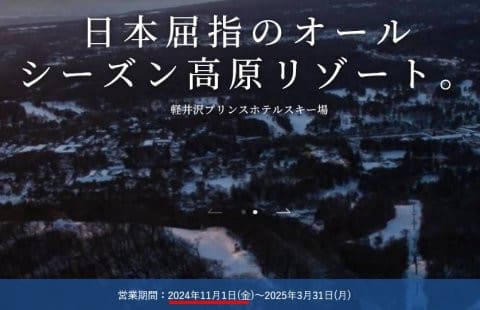 日本屈指のオール
シーズン高原リゾート。
軽井沢プリンスホテルスキー場
営業期間：2024年11月1日(金)～2025年3月31日(月)